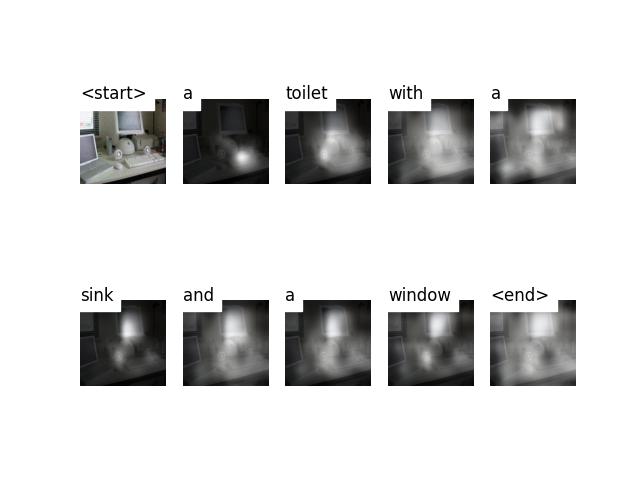 <start> a toilet with a
sink and a window <end>